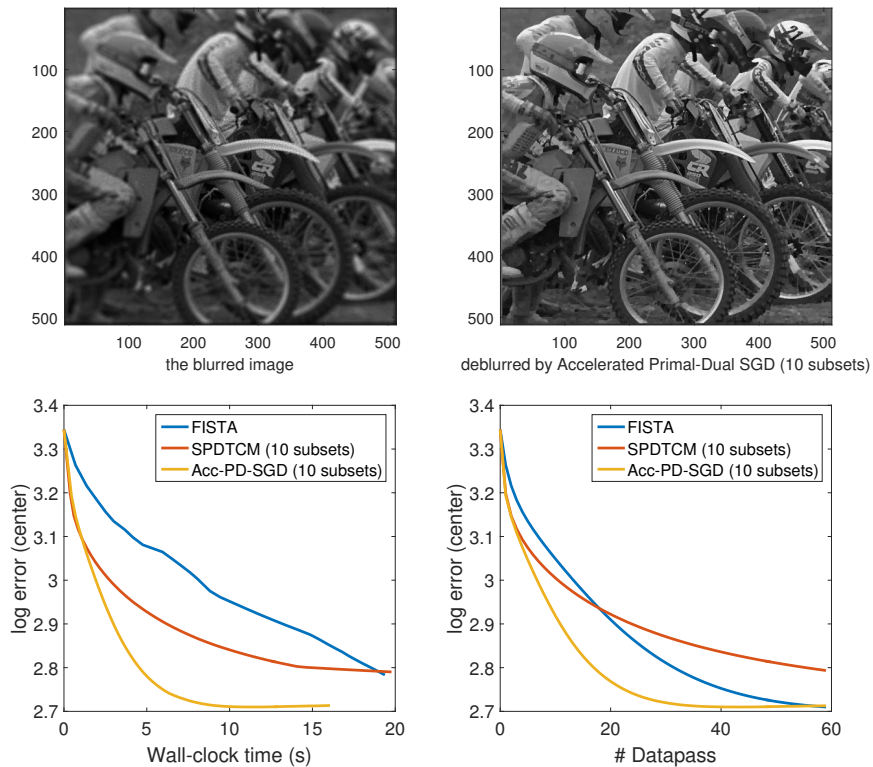 100
200
300
400
500
100 200 300 400 500
the blurred image
100
200
300
400
500
100 200 300 400 500
deblurred by Accelerated Primal-Dual SGD (10 subsets)
3.4
3.3
3.2
3.1
3
2.9
2.8
2.7
log error (center)
FISTA
SPDTCM (10 subsets)
Acc-PD-SGD (10 subsets)
0 5 10 15 20
Wall-clock time (s)
3.4
3.3
3.2
3.1
3
2.9
2.8
2.7
log error (center)
FISTA
SPDTCM (10 subsets)
Acc-PD-SGD (10 subsets)
0 20 40 60
# Datapass